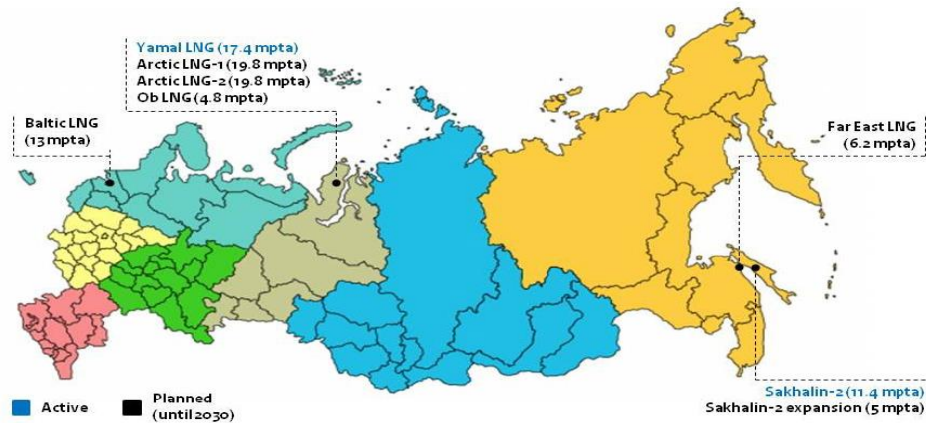 Yamal LNG (17.4 mpta)
Arctic LNG-1 (19.8 mpta)
Arctic LNG-2 (19.8 mpta)
Ob LNG (4.8 mpta)
Baltic LNG
(13 mpta)
Far East LNG
(6.2 mpta)
Sakhalin-2 (11.4 mpta)
Sakhalin-2 expansion (5 mpta)
Active
Planned
(until 2030)